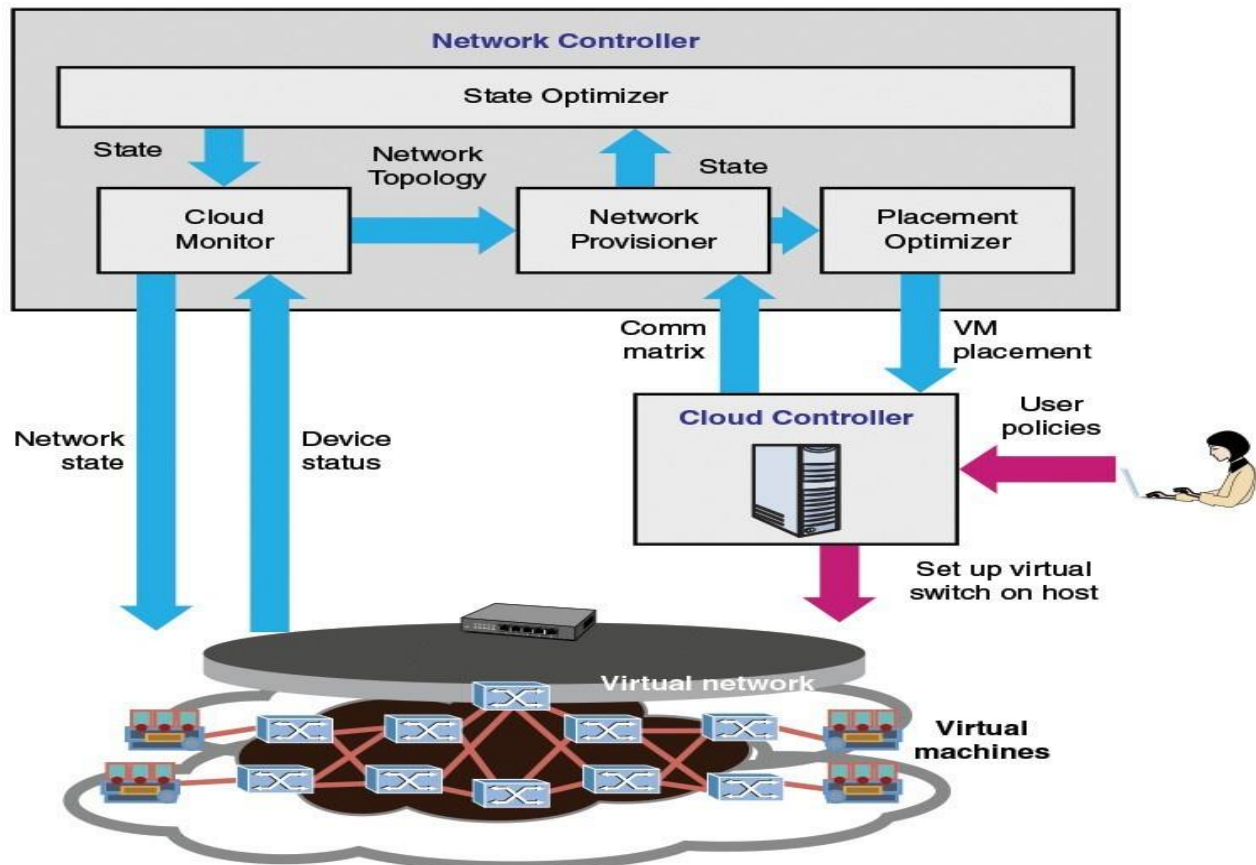 Network Controller
State Optimizer
State
Network
Topology
State
Cloud
Monitor
Network
Provisioner
Placement
Optimizer
Comm
matrix
VM
placement
Cloud Controller
User
policies
Network
state
Device
status
Set up virtual
switch on host
Virtual network
Virtual
machines